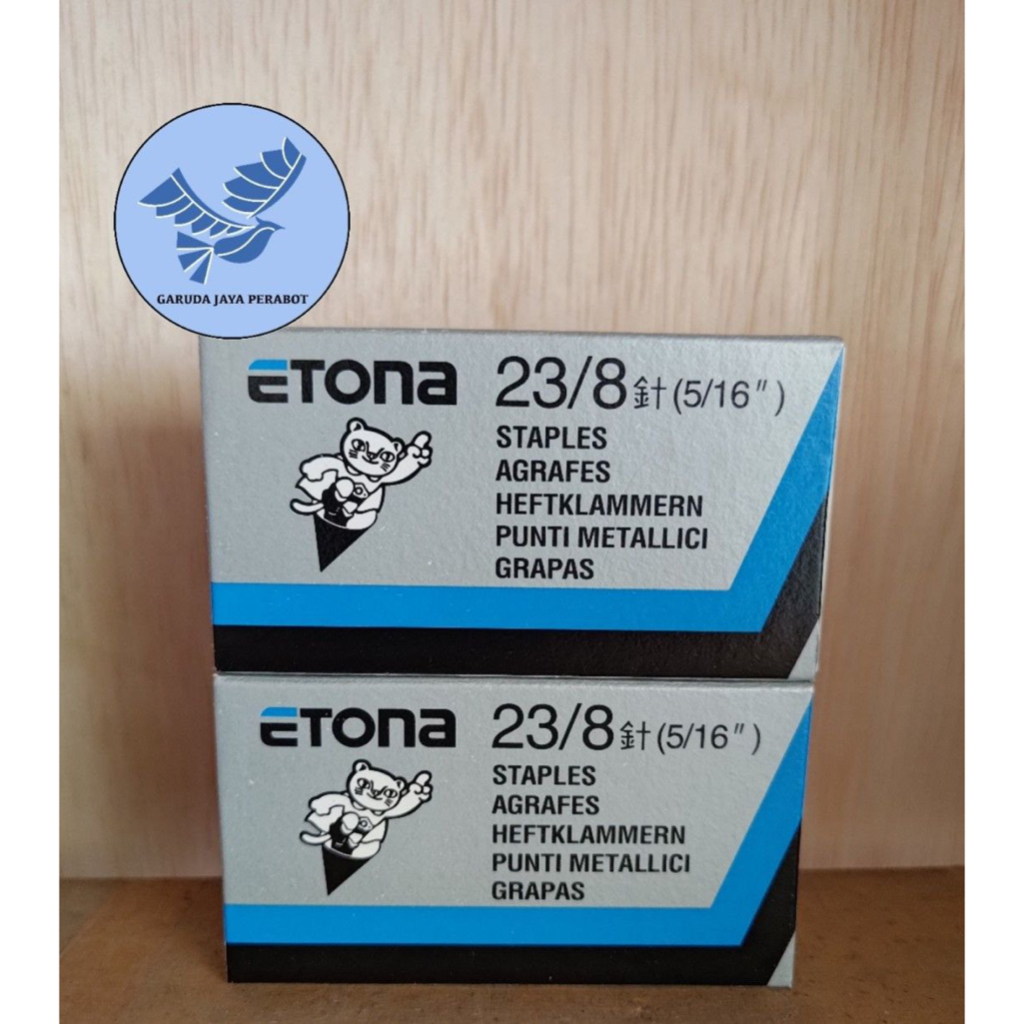 GARUDA JAYA PERABOT
ETONA 23/8針(5/16")
STAPLES
AGRAFES
HEFTKLAMMERN
PUNTI METALLICI
GRAPAS
ETONA 23/8針(5/16")
STAPLES
AGRAFES
HEFTKLAMMERN
PUNTI METALLICI
GRAPAS